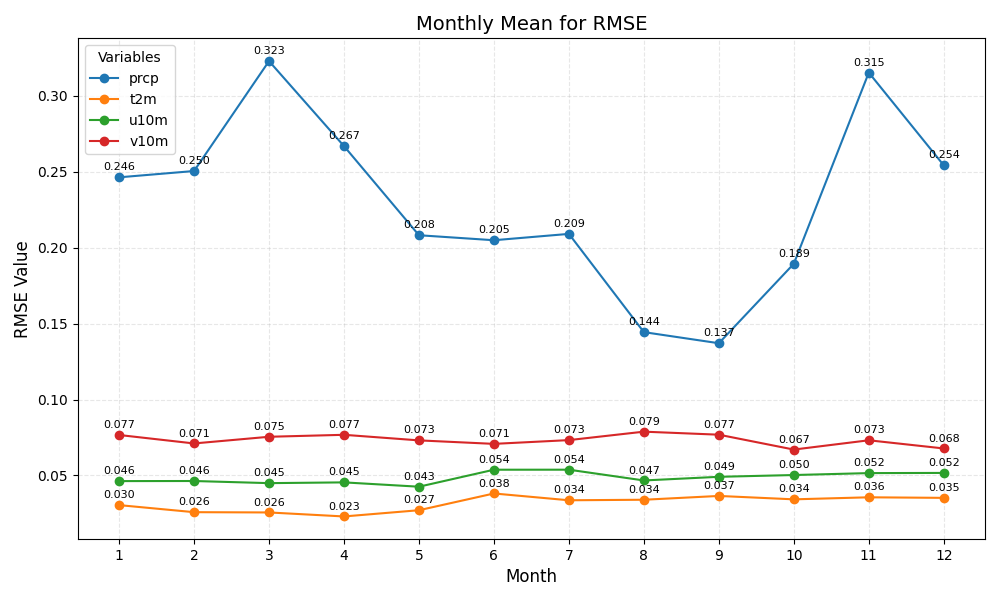 Monthly Mean for RMSE
Variables
prcp
t2m
u10m
v10m
RMSE Value
0.30
0.25
0.20
0.15
0.10
0.05
0.246 0.250 0.323 0.267 0.208 0.205 0.209 0.144 0.137 0.189 0.315 0.254
0.077 0.071 0.075 0.077 0.073 0.071 0.073 0.079 0.077 0.067 0.073 0.068
0.046 0.046 0.045 0.045 0.043 0.054 0.054 0.047 0.049 0.050 0.052 0.052
0.030 0.026 0.026 0.023 0.027 0.038 0.034 0.034 0.037 0.034 0.036 0.035
1 2 3 4 5 6 7 8 9 10 11 12
Month